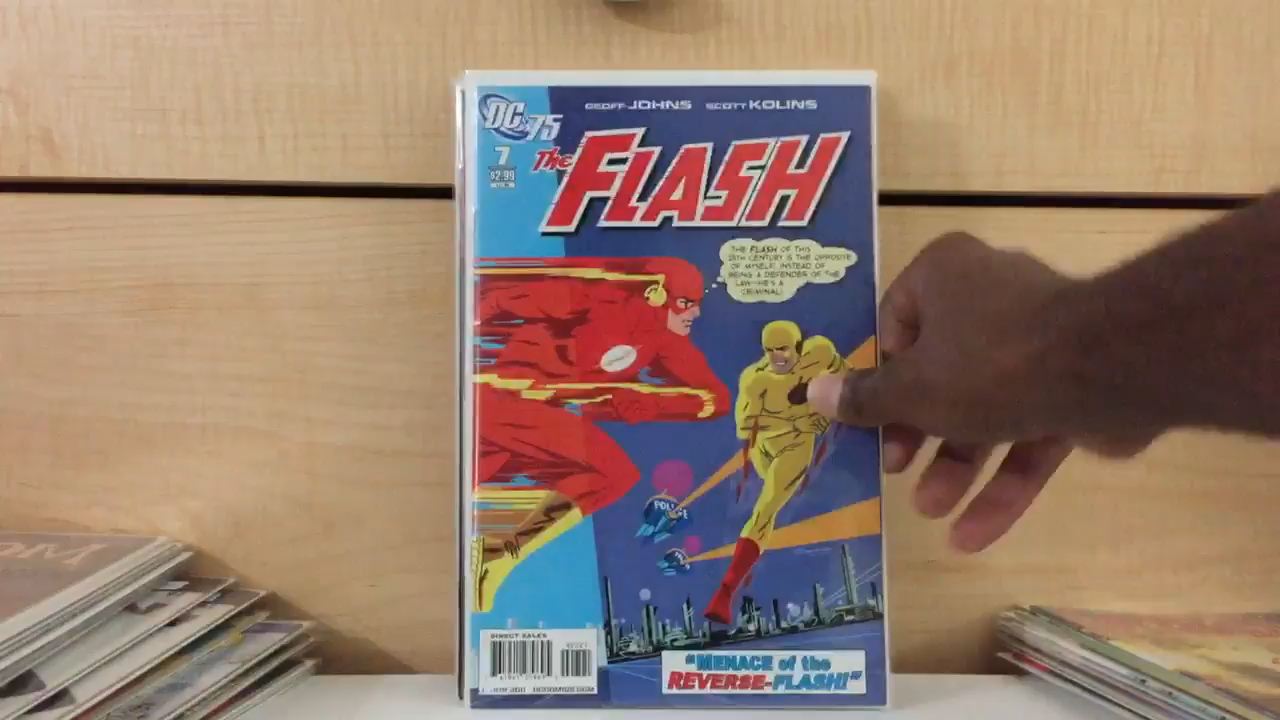 GEOFF JOHNS SCOTT KOLINS
DC 75
7
$2.99
The FLASH
THE FLASH OF THIS
25TH CENTURY IS THE OPPOSITE
OF MYSELF! INSTEAD OF
BEING A DEFENDER OF THE
LAW--HE'S A
CRIMINAL!
POLICE
DIRECT SALES
"MENACE of the
REVERSE-FLASH!"